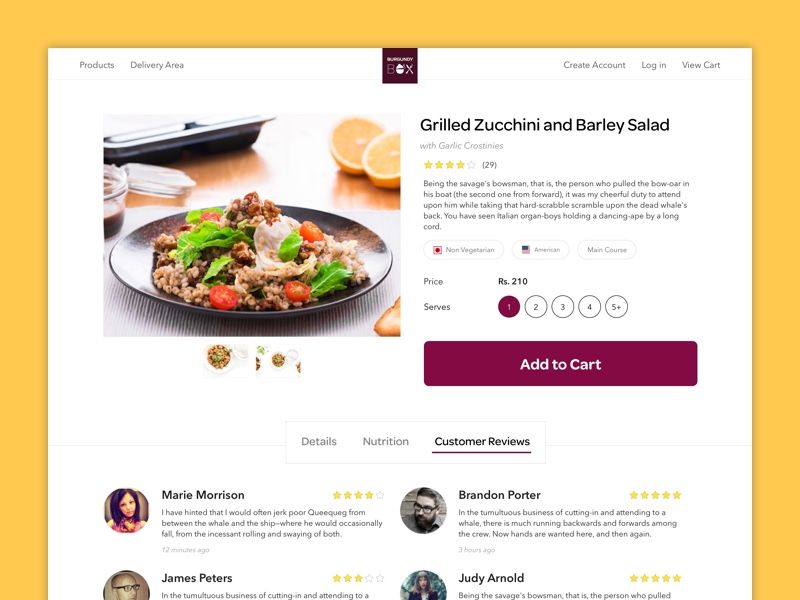 Products
Delivery Area
BURGUNDY
BOX
Create Account
Log in
View Cart
Grilled Zucchini and Barley Salad
with Garlic Crostinies
(29)
Being the savage's bowsman, that is, the person who pulled the bow-oar in
his boat (the second one from forward), it was my cheerful duty to attend
upon him while taking that hard-scrabble scramble upon the dead whale's
back. You have seen Italian organ-boys holding a dancing-ape by a long
cord.
Non Vegetarian
American
Main Course
Price
Rs. 210
Serves
1
2
3
4
5+
Add to Cart
Details
Nutrition
Customer Reviews
Marie Morrison
I have hinted that I would often jerk poor Queequeg from
between the whale and the ship—where he would occasionally
fall, from the incessant rolling and swaying of both.
12 minutes ago
Brandon Porter
In the tumultuous business of cutting-in and attending to a
whale, there is much running backwards and forwards among
the crew. Now hands are wanted here, and then again.
3 hours ago
James Peters
In the tumultuous business of cutting-in and attending to a
Judy Arnold
Being the savage's bowsman, that is, the person who pulled